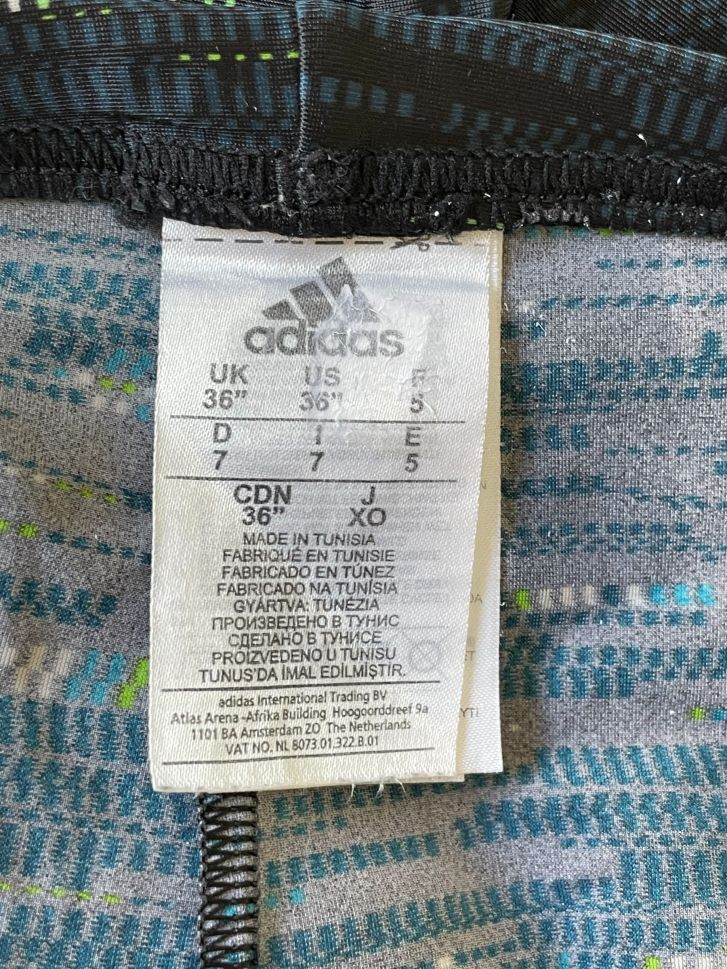 adidas
UK US F
36" 36" 5
D I E
7 7 5
CDN J
36" XO
MADE IN TUNISIA
FABRIQUÉ EN TUNISIE
FABRICADO EN TÚNEZ
FABRICADO NA TUNÍSIA
GYÁRTVA: TUNÉZIA
ПРОИЗВЕДЕНО В ТУНИС
СДЕЛАНО В ТУНИСЕ
PROIZVEDENO U TUNISU
TUNUS'DA IMAL EDİLMİŞTİR.
adidas International Trading BV
Atlas Arena -Afrika Building Hoogoorddreef 9a
1101 BA Amsterdam ZO The Netherlands
VAT NO. NL 8073.01.322.B.01